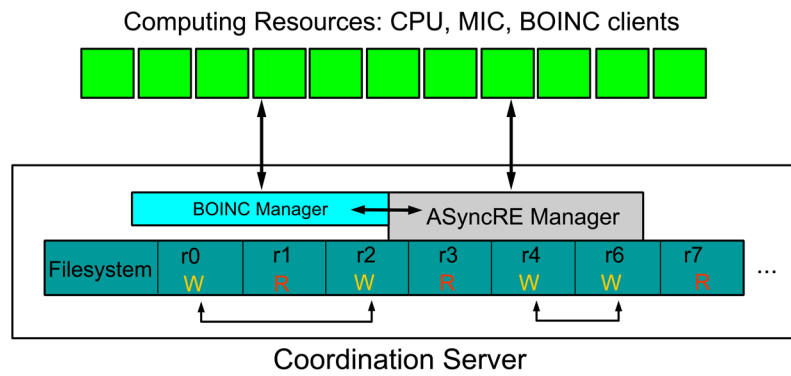 Computing Resources: CPU, MIC, BOINC clients
BOINC Manager
ASyncRE Manager
Filesystem r0 r1 r2 r3 r4 r6 r7 ...
W R W R W W R
Coordination Server